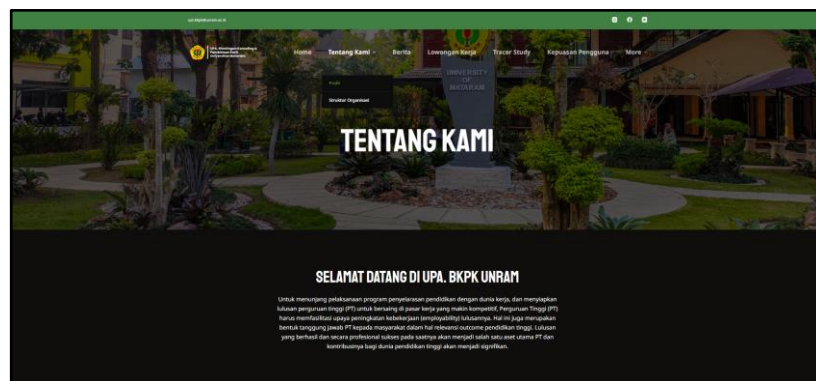 Home Tentang Kami Berita Lowongan Kerja Tracer Study Kepuasan Pengguna More
UNIVERSITY
OF
MATARAM
Profil
Struktur Organisasi
TENTANG KAMI
SELAMAT DATANG DI UPA. BKPK UNRAM
Untuk menunjang pelaksanaan program penyelarasan pendidikan dengan dunia kerja, dan menyiapkan
lulusan perguruan tinggi (PT) untuk bersaing di pasar kerja yang makin kompetitif, Perguruan Tinggi (PT)
harus memfasilitasi upaya peningkatan kebekerjaan (employability) lulusannya. Hal ini juga merupakan
bentuk tanggung jawab PT kepada masyarakat dalam hal relevansi outcome pendidikan tinggi. Lulusan
yang berhasil dan secara profesional sukses pada saatnya akan menjadi salah satu aset utama PT dan
kontribusinya bagi dunia pendidikan tinggi akan menjadi signifikan.